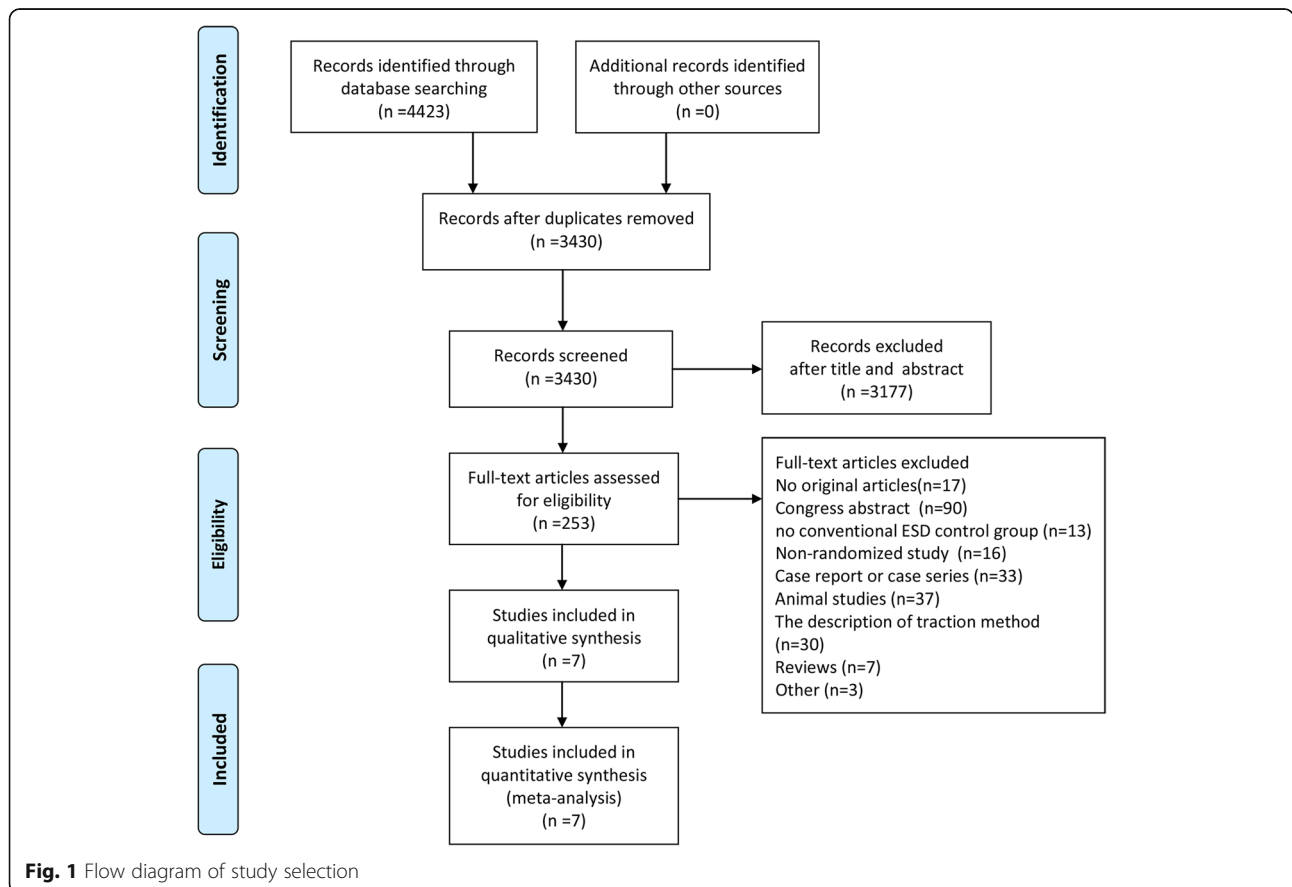 Identification
Records identified through
database searching
(n =4423)
Additional records identified
through other sources
(n =0)
Records after duplicates removed
(n =3430)
Screening
Records screened
(n =3430)
Records excluded
after title and abstract
(n =3177)
Eligibility
Full-text articles assessed
for eligibility
(n =253)
Full-text articles excluded
No original articles(n=17)
Congress abstract (n=90)
no conventional ESD control group (n=13)
Non-randomized study (n=16)
Case report or case series (n=33)
Animal studies (n=37)
The description of traction method
(n=30)
Reviews (n=7)
Other (n=3)
Studies included in
qualitative synthesis
(n =7)
Included
Studies included in
quantitative synthesis
(meta-analysis)
(n =7)
Fig. 1 Flow diagram of study selection